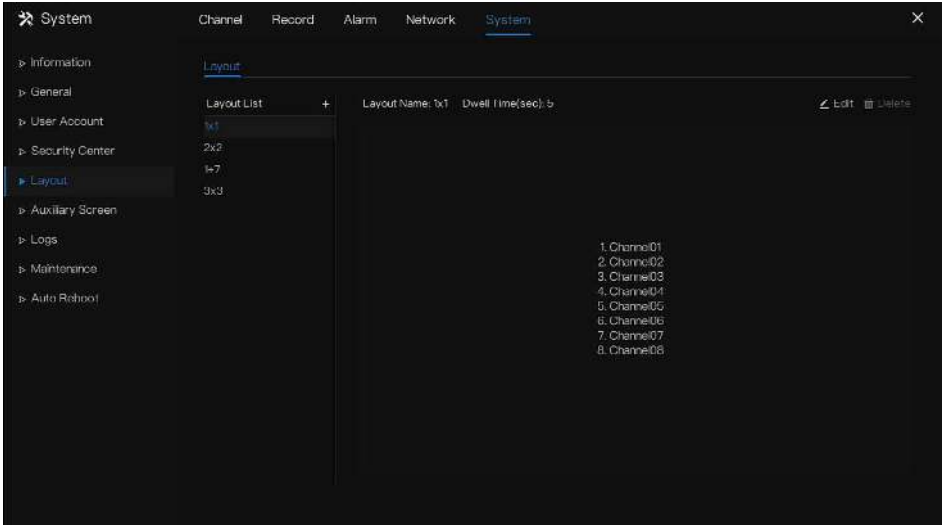 System
Channel Record Alarm Network System
Information
General
User Account
Security Center
Layout
Auxiliary Screen
Logs
Maintenance
Auto Reboot
Layout
Layout List +
1x1
2x2
1+7
3x3
Layout Name: 1x1 Dwell Time(sec): 5
Edit Delete
1. Channel01
2. Channel02
3. Channel03
4. Channel04
5. Channel05
6. Channel06
7. Channel07
8. Channel08